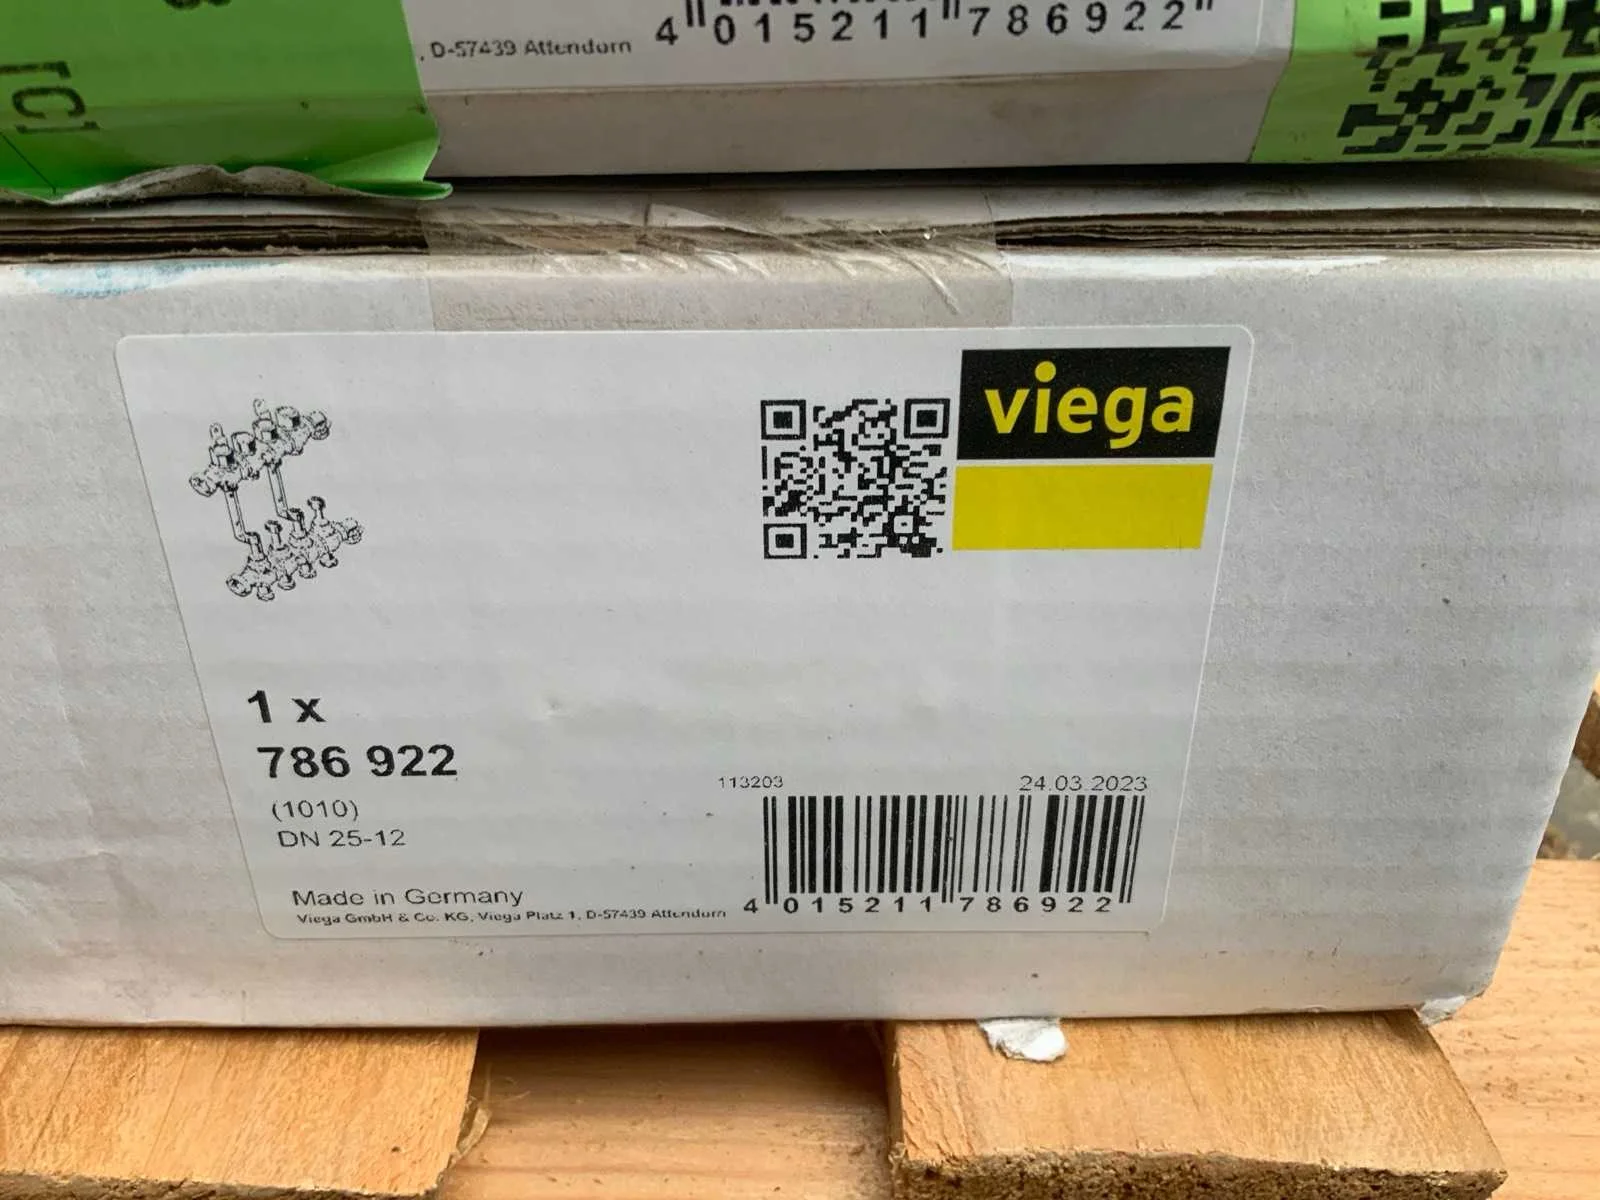 4 015211 786922
, D-57439 Attendorn
viega
1 x
786 922
(1010)
DN 25-12
113203
24.03.2023
Made in Germany
Viega GmbH & Co. KG, Viega Platz 1, D-57439 Attendorn
4 015211 786922